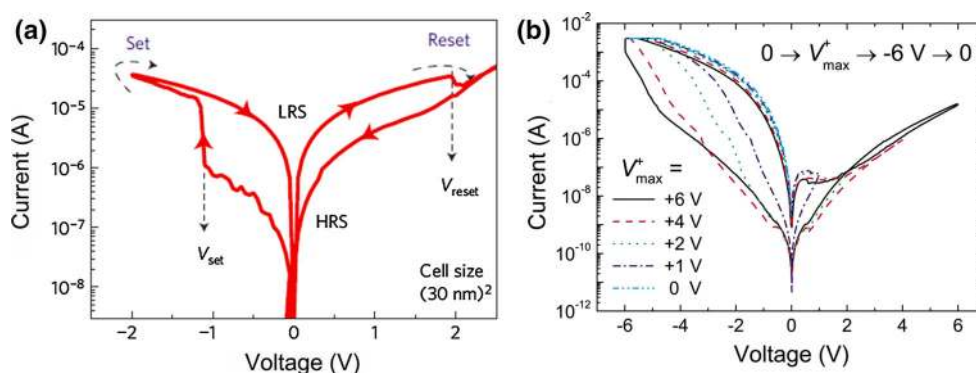 (a)
Set
Reset
LRS
HRS
V_reset
V_set
Cell size
(30 nm)²
10⁻⁴
10⁻⁵
10⁻⁶
10⁻⁷
10⁻⁸
Current (A)
−2
−1
0
1
2
Voltage (V)
(b)
0 → V⁺_max → -6 V → 0
V⁺_max =
+6 V
+4 V
+2 V
+1 V
0 V
10⁻²
10⁻⁴
10⁻⁶
10⁻⁸
10⁻¹⁰
10⁻¹²
Current (A)
-6
-4
-2
0
2
4
6
Voltage (V)